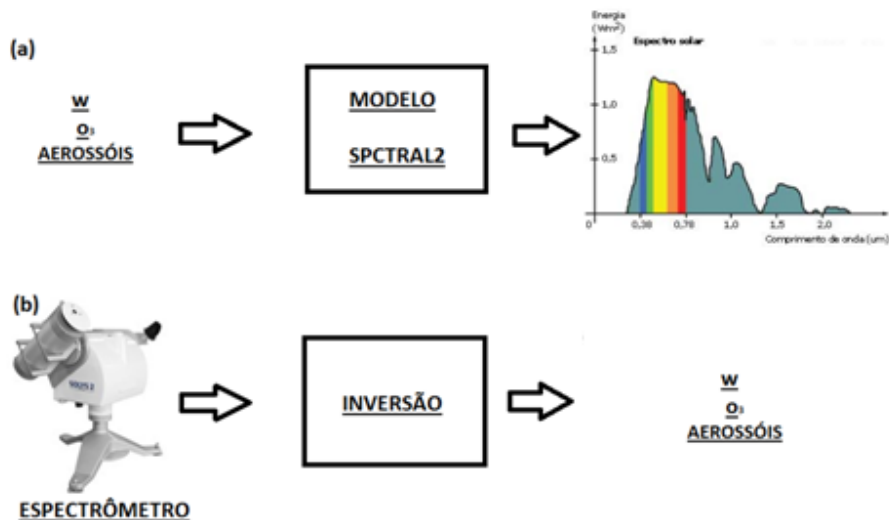 (a)
W
O₃
AEROSSÓIS
MODELO
SPCTRAL2
Energia
(Wm²)
Espectro solar
1,5
1,0
0,5
0
0,38
0,78
1,0
1,5
2,0
Comprimento de onda (um)
(b)
ESPECTRÔMETRO
INVERSÃO
W
O₃
AEROSSÓIS